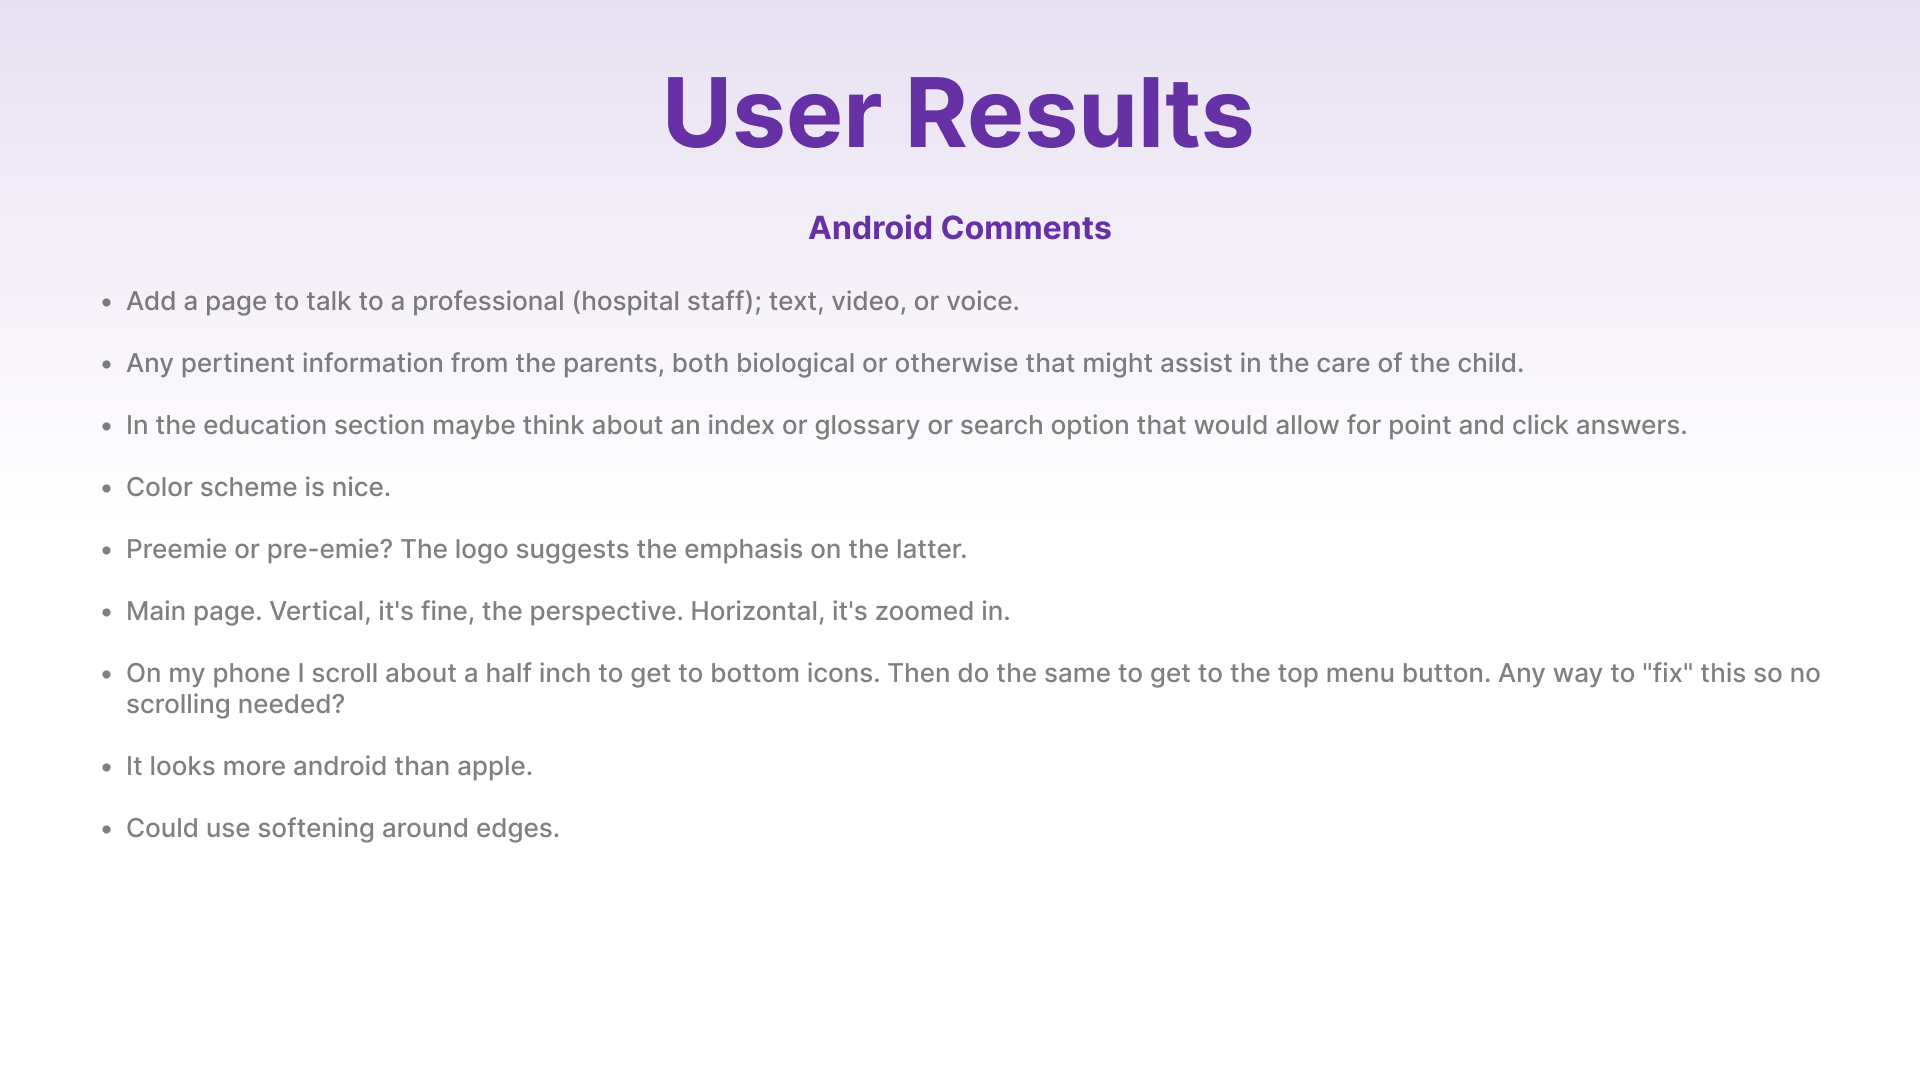 User Results
Android Comments
• Add a page to talk to a professional (hospital staff); text, video, or voice.
• Any pertinent information from the parents, both biological or otherwise that might assist in the care of the child.
• In the education section maybe think about an index or glossary or search option that would allow for point and click answers.
• Color scheme is nice.
• Preemie or pre-emie? The logo suggests the emphasis on the latter.
• Main page. Vertical, it's fine, the perspective. Horizontal, it's zoomed in.
• On my phone I scroll about a half inch to get to bottom icons. Then do the same to get to the top menu button. Any way to "fix" this so no
scrolling needed?
• It looks more android than apple.
• Could use softening around edges.